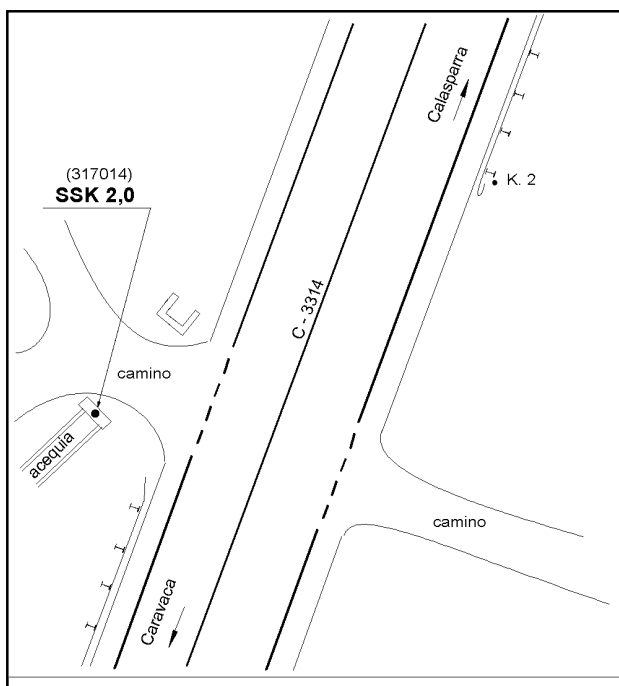 Calasparra
K. 2
(317014)
SSK 2,0
C - 3314
camino
acequia
camino
Caravaca